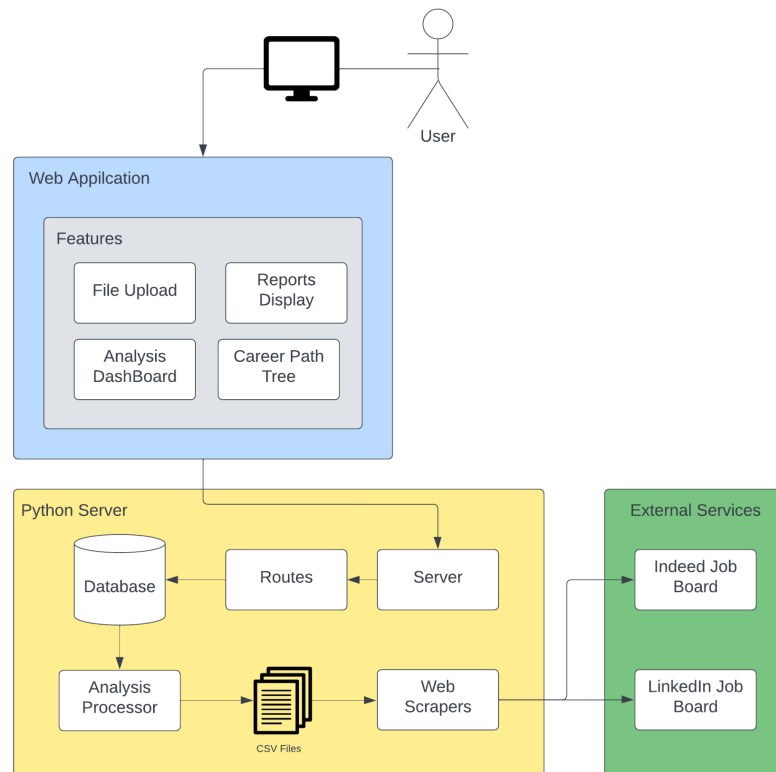 User
Web Appilcation
Features
File Upload
Reports
Display
Analysis
DashBoard
Career Path
Tree
Python Server
External Services
Database
Routes
Server
Indeed Job
Board
Analysis
Processor
CSV Files
Web
Scrapers
LinkedIn Job
Board